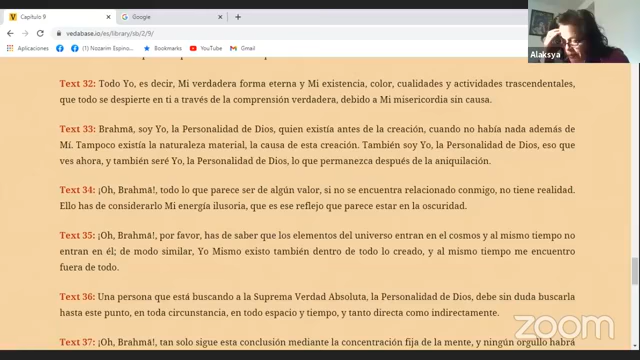 Capítulo 9
Google
vedabase.io/es/library/sb/2/9/
Aplicaciones
(1) Nozarim Espino...
Bookmarks
YouTube
Gmail
Alaksya
Text 32: Todo Yo, es decir, Mi verdadera forma eterna y Mi existencia, color, cualidades y actividades trascendentales,
que todo se despierte en ti a través de la comprensión verdadera, debido a Mi misericordia sin causa.
Text 33: Brahmā, soy Yo, la Personalidad de Dios, quien existía antes de la creación, cuando no había nada además de
Mí. Tampoco existía la naturaleza material, la causa de esta creación. También soy Yo, la Personalidad de Dios, eso que
ves ahora, y también seré Yo, la Personalidad de Dios, lo que permanezca después de la aniquilación.
Text 34: ¡Oh, Brahmā!, todo lo que parece ser de algún valor, si no se encuentra relacionado conmigo, no tiene realidad.
Ello has de considerarlo Mi energía ilusoria, que es ese reflejo que parece estar en la oscuridad.
Text 35: ¡Oh, Brahmā!, por favor, has de saber que los elementos del universo entran en el cosmos y al mismo tiempo no
entran en él; de modo similar, Yo Mismo existo también dentro de todo lo creado, y al mismo tiempo me encuentro
fuera de todo.
Text 36: Una persona que está buscando a la Suprema Verdad Absoluta, la Personalidad de Dios, debe sin duda buscarla
hasta este punto, en toda circunstancia, en todo espacio y tiempo, y tanto directa como indirectamente.
Text 37: ¡Oh, Brahmā!, tan solo sigue esta conclusión mediante la concentración fija de la mente, y ningún orgullo habrá
zoom